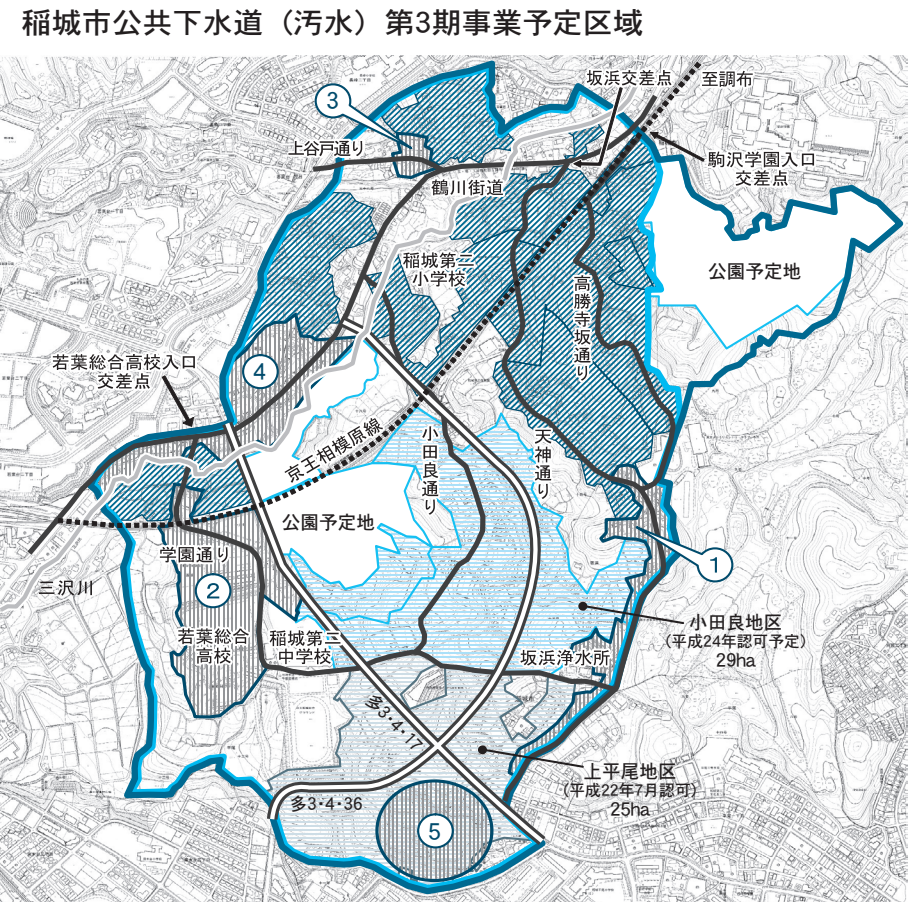 稲城市公共下水道（汚水）第3期事業予定区域
坂浜交差点
至調布
③
上谷戸通り
駒沢学園入口
交差点
鶴川街道
稲城第二
小学校
公園予定地
高勝寺坂通り
若葉総合高校入口
交差点
④
京王相模原線
小田良通り
天神通り
公園予定地
学園通り
①
三沢川
②
若葉総合
高校
稲城第二
中学校
坂浜浄水所
小田良地区
（平成24年認可予定）
29ha
多3・4・17
上平尾地区
（平成22年7月認可）
25ha
多3・4・36
⑤